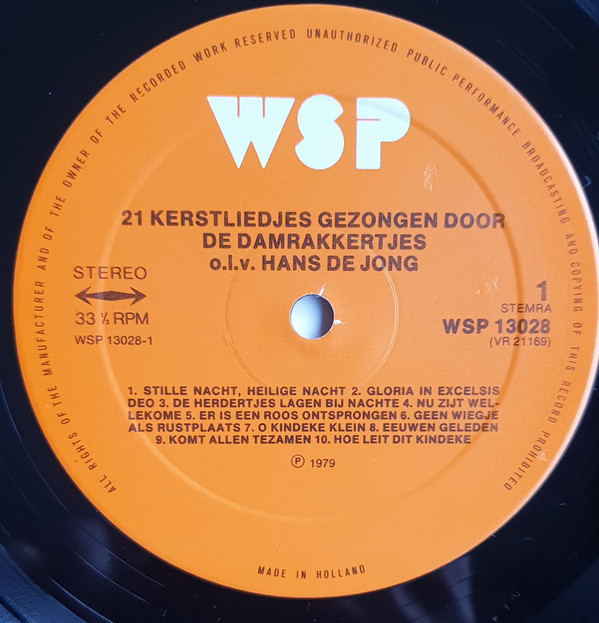 ALL RIGHTS OF THE MANUFACTURER AND OF THE OWNER OF THE RECORDED WORK RESERVED UNAUTHORIZED PUBLIC PERFORMANCE BROADCASTING AND COPYING OF THIS RECORD PROHIBITED
WSP
21 KERSTLIEDJES GEZONGEN DOOR
DE DAMRAKKERTJES
o.l.v. HANS DE JONG
STEREO
33 ⅓ RPM
WSP 13028-1
1
STEMRA
WSP 13028
(VR 21169)
1. STILLE NACHT, HEILIGE NACHT 2. GLORIA IN EXCELSIS
DEO 3. DE HERDERTJES LAGEN BIJ NACHTE 4. NU ZIJT WEL-
LEKOME 5. ER IS EEN ROOS ONTSPRONGEN 6. GEEN WIEGJE
ALS RUSTPLAATS 7. O KINDEKE KLEIN 8. EEUWEN GELEDEN
9. KOMT ALLEN TEZAMEN 10. HOE LEIT DIT KINDEKE
℗ 1979
MADE IN HOLLAND